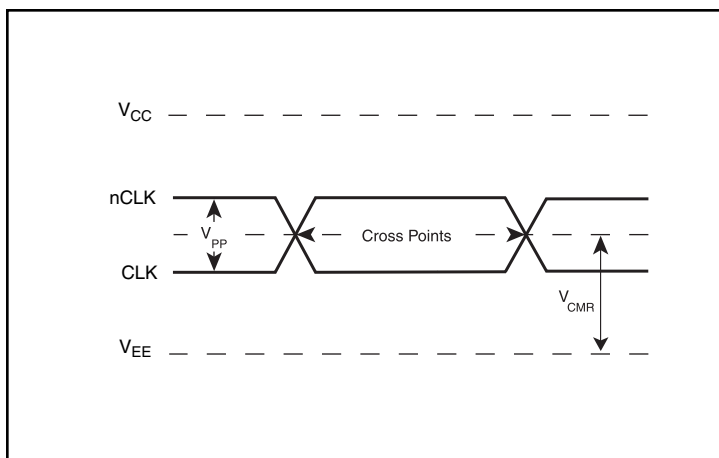 VCC
nCLK
VPP
Cross Points
CLK
VCMR
VEE